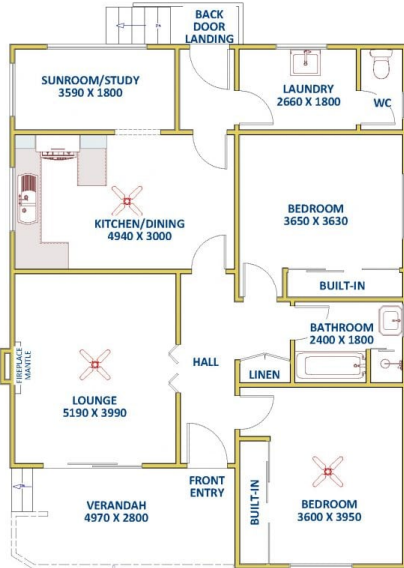 BACK
DOOR
LANDING
SUNROOM/STUDY
3590 X 1800
LAUNDRY
2660 X 1800
WC
KITCHEN/DINING
4940 X 3000
BEDROOM
3650 X 3630
BUILT-IN
BATHROOM
2400 X 1800
FIREPLACE
MANTLE
HALL
LINEN
LOUNGE
5190 X 3990
FRONT
ENTRY
VERANDAH
4970 X 2800
BUILT-IN
BEDROOM
3600 X 3950